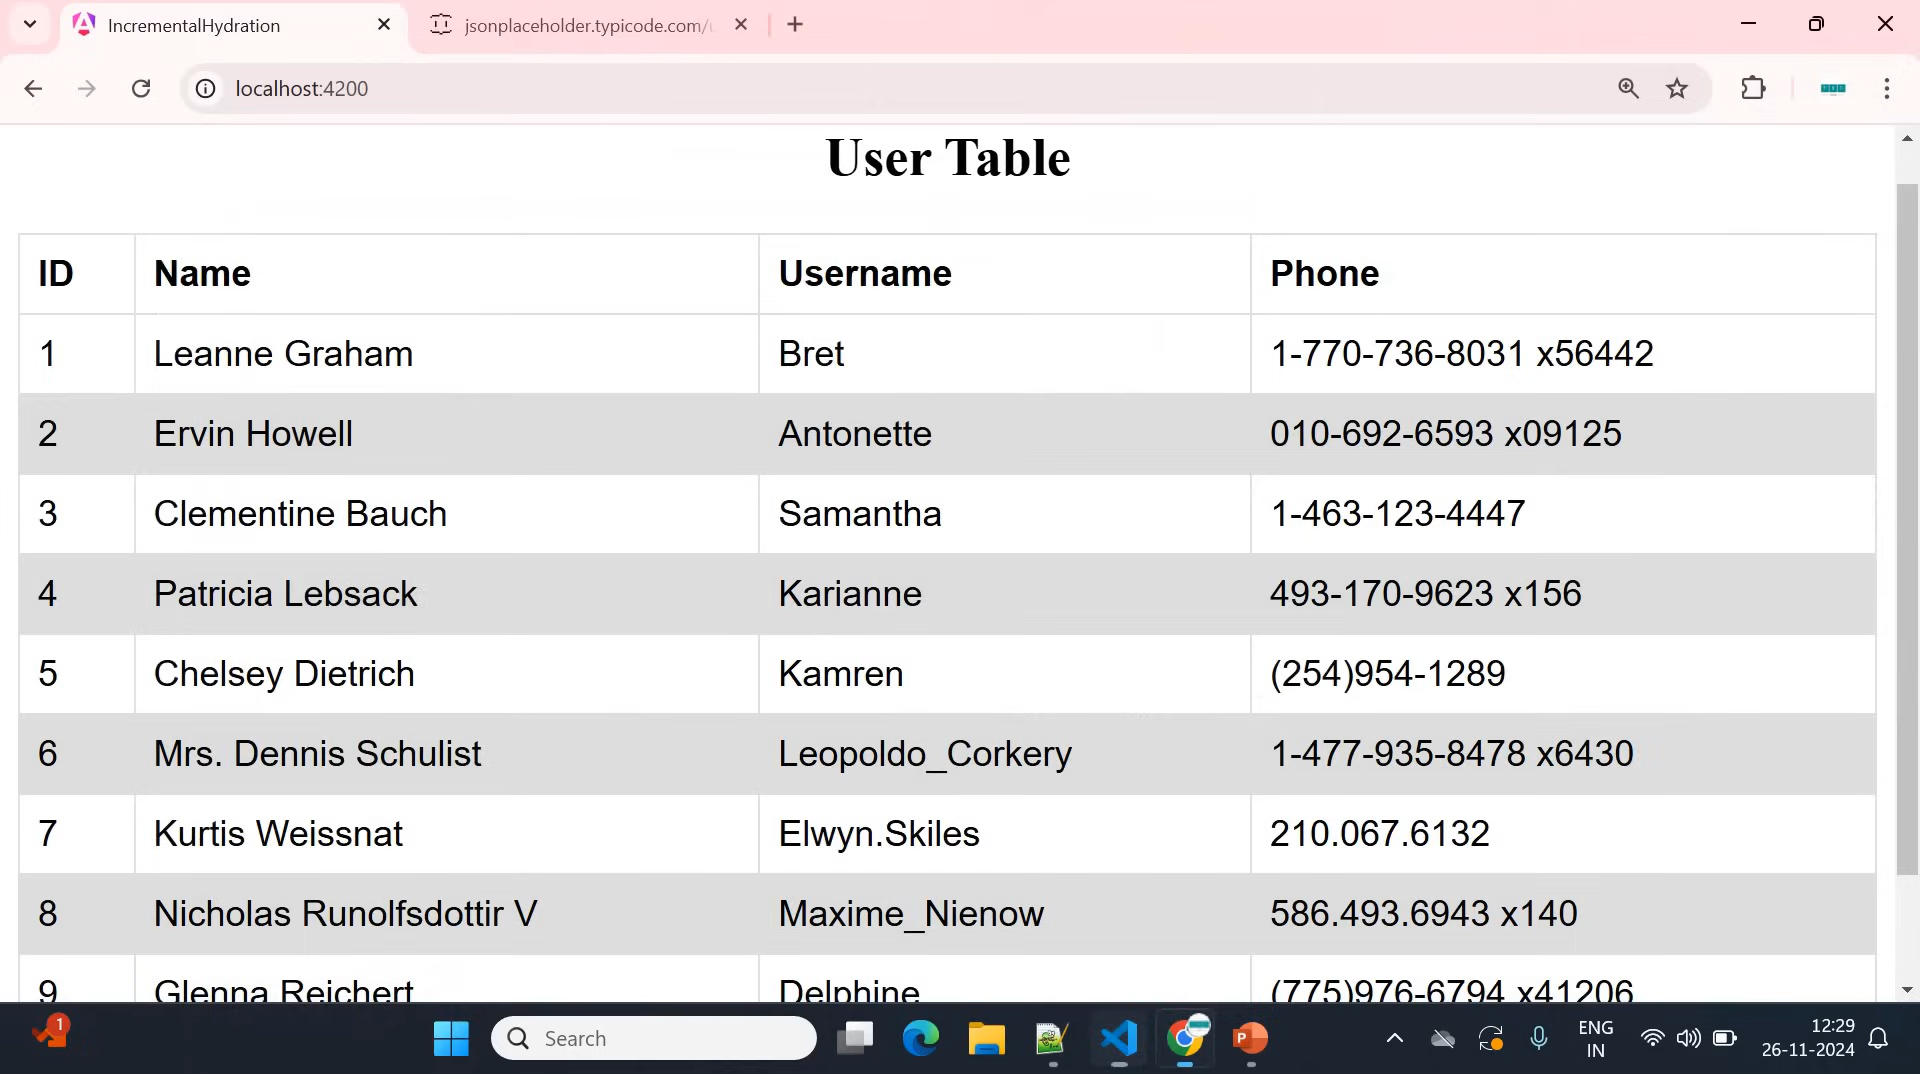 IncrementalHydration
jsonplaceholder.typicode.com/
localhost:4200
User Table
ID Name Username Phone
1 Leanne Graham Bret 1-770-736-8031 x56442
2 Ervin Howell Antonette 010-692-6593 x09125
3 Clementine Bauch Samantha 1-463-123-4447
4 Patricia Lebsack Karianne 493-170-9623 x156
5 Chelsey Dietrich Kamren (254)954-1289
6 Mrs. Dennis Schulist Leopoldo_Corkery 1-477-935-8478 x6430
7 Kurtis Weissnat Elwyn.Skiles 210.067.6132
8 Nicholas Runolfsdottir V Maxime_Nienow 586.493.6943 x140
9 Glenna Reichert Delphine (775)976-6794 x41206
1
Search
P
ENG
IN
12:29
26-11-2024